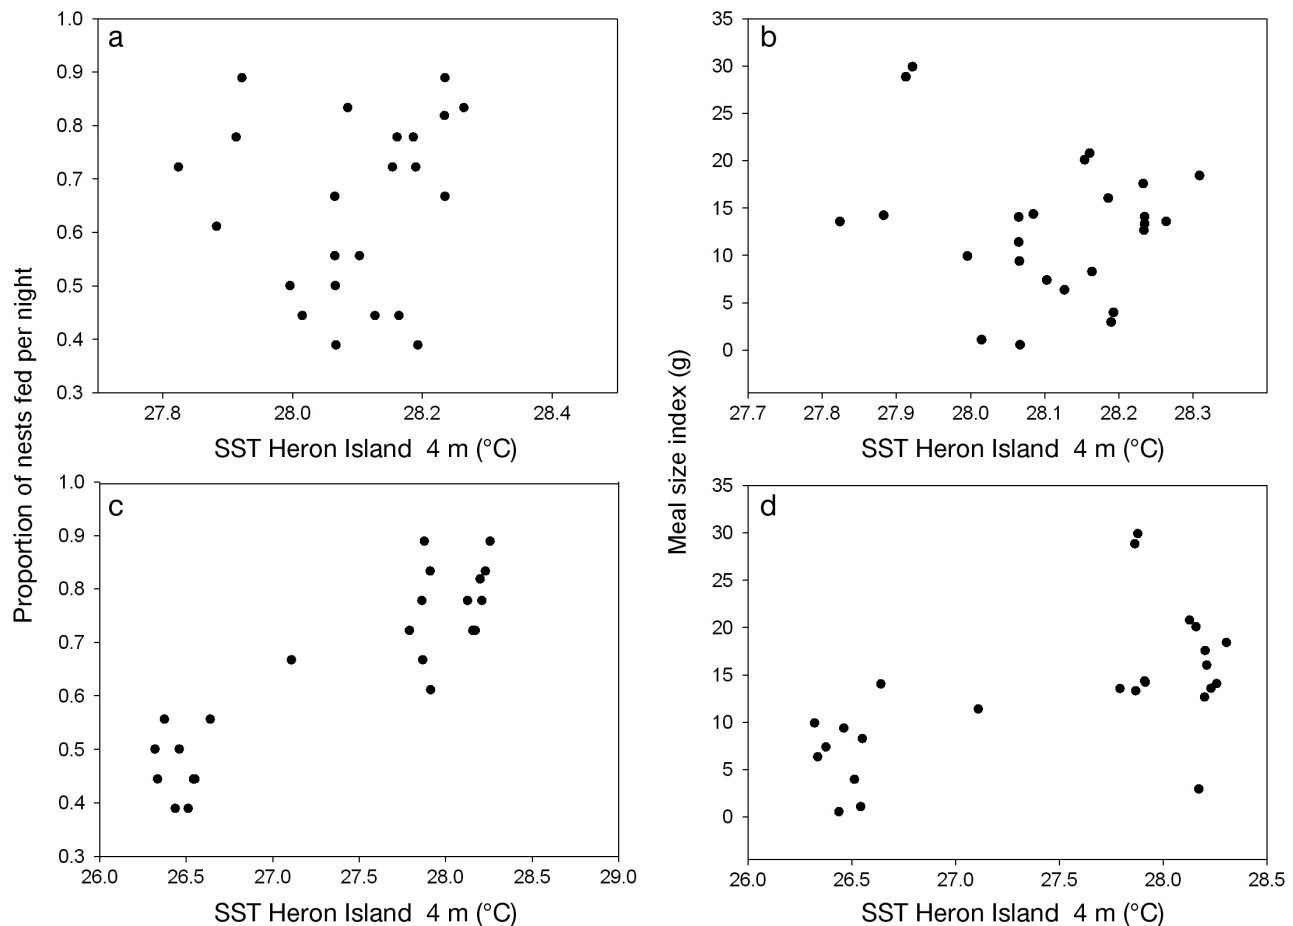 a
1.0
0.9
0.8
0.7
0.6
0.5
0.4
0.3
27.8 28.0 28.2 28.4
SST Heron Island 4 m (°C)
b
35
30
25
20
15
10
5
0
27.7 27.8 27.9 28.0 28.1 28.2 28.3
SST Heron Island 4 m (°C)
Proportion of nests fed per night
Meal size index (g)
c
1.0
0.9
0.8
0.7
0.6
0.5
0.4
0.3
26.0 26.5 27.0 27.5 28.0 28.5 29.0
SST Heron Island 4 m (°C)
d
35
30
25
20
15
10
5
0
26.0 26.5 27.0 27.5 28.0 28.5
SST Heron Island 4 m (°C)